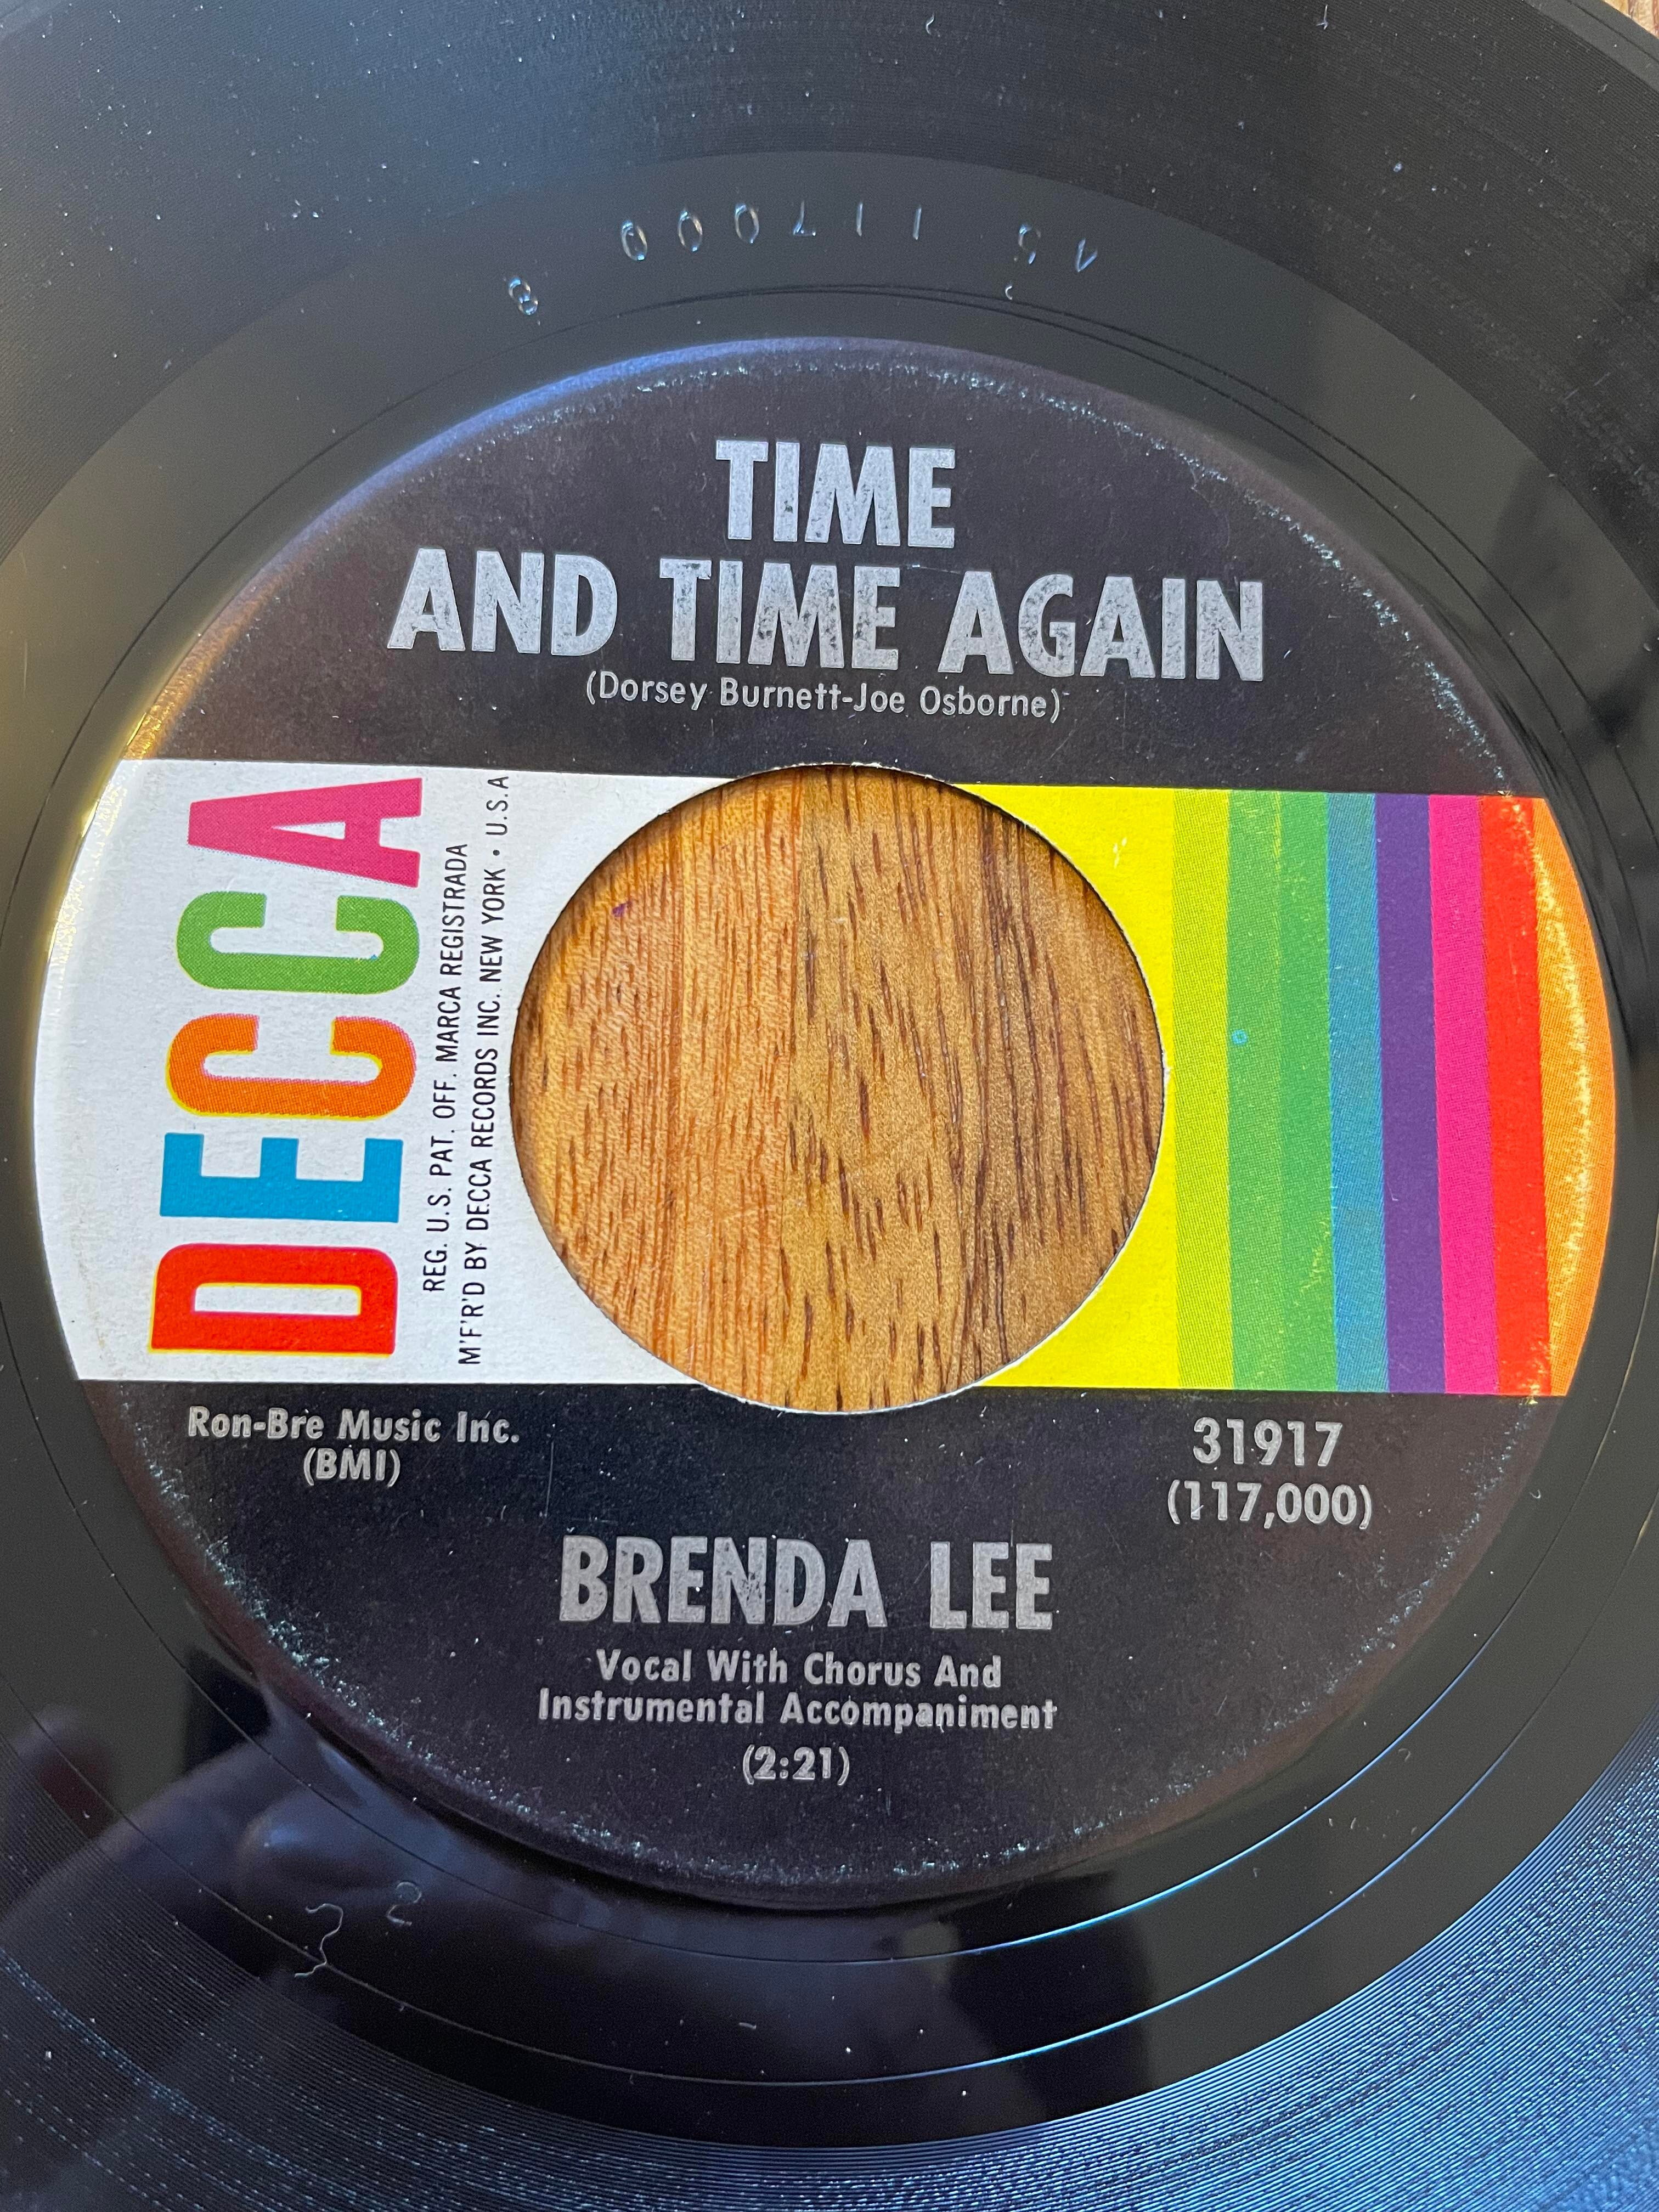 45 117000 8
TIME
AND TIME AGAIN
(Dorsey Burnett-Joe Osborne)
DECCA
REG. U.S. PAT. OFF. MARCA REGISTRADA
M'F'R'D BY DECCA RECORDS INC. NEW YORK • U.S.A
Ron-Bre Music Inc.
(BMI)
31917
(117,000)
BRENDA LEE
Vocal With Chorus And
Instrumental Accompaniment
(2:21)